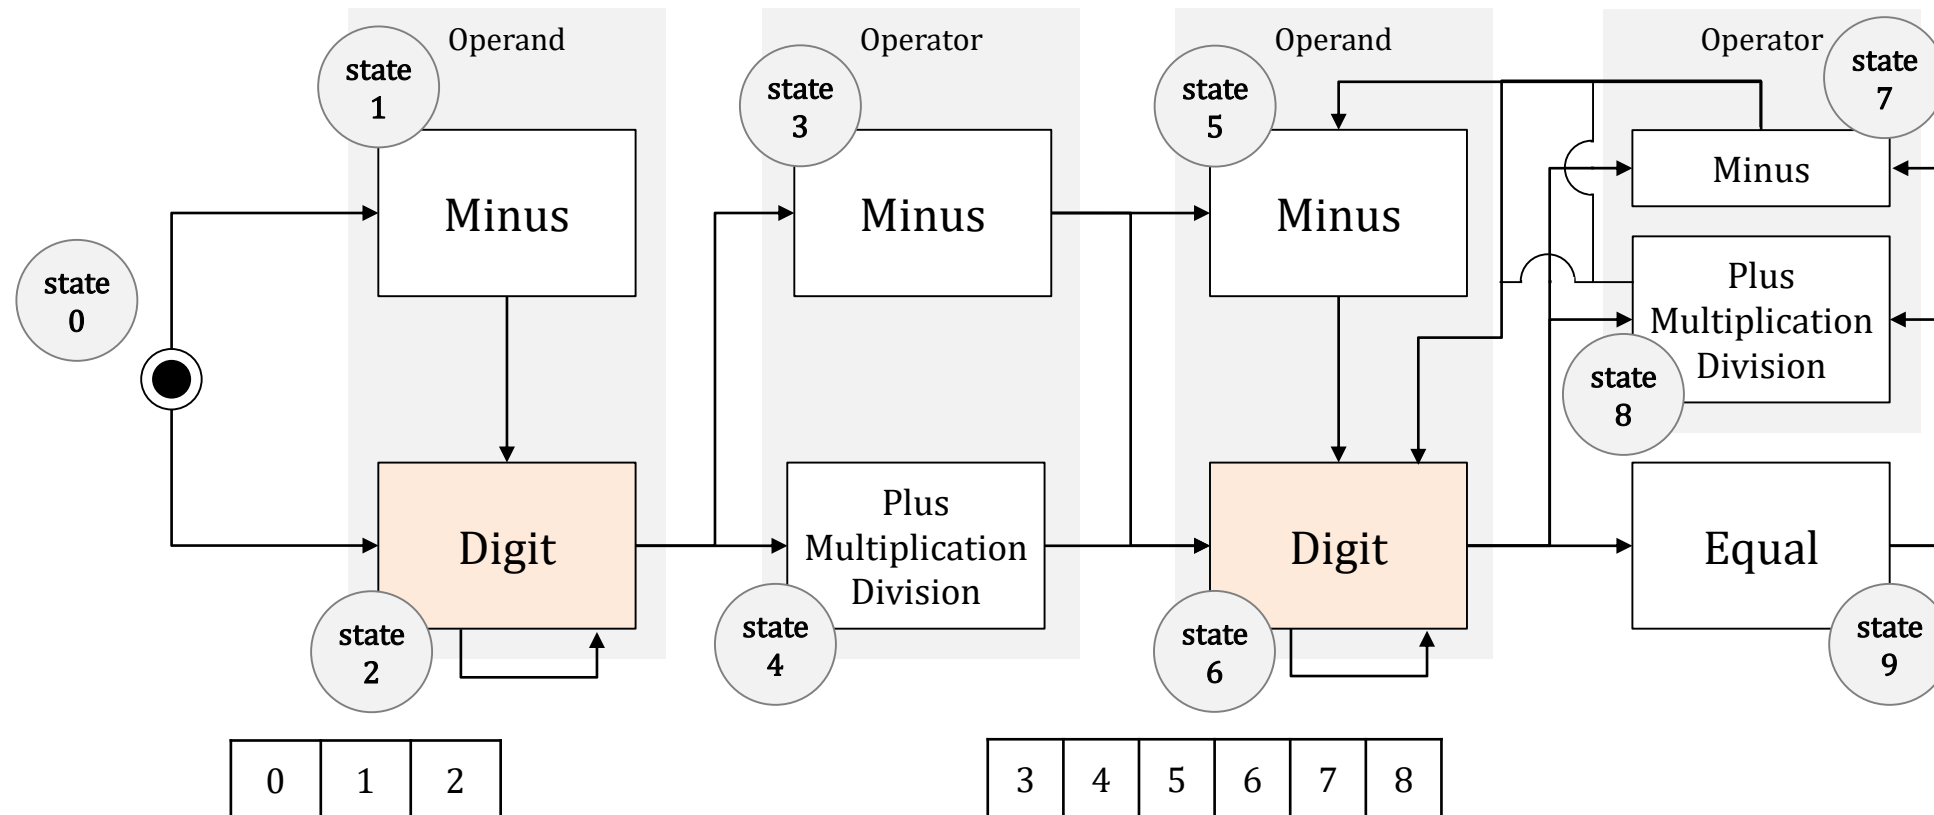 Operand
state
1
Minus
state
0
Digit
state
2
Operator
state
3
Minus
Plus
Multiplication
Division
state
4
Operand
state
5
Minus
Digit
state
6
Operator
state
7
Minus
Plus
Multiplication
Division
state
8
Equal
state
9
0 1 2
3 4 5 6 7 8